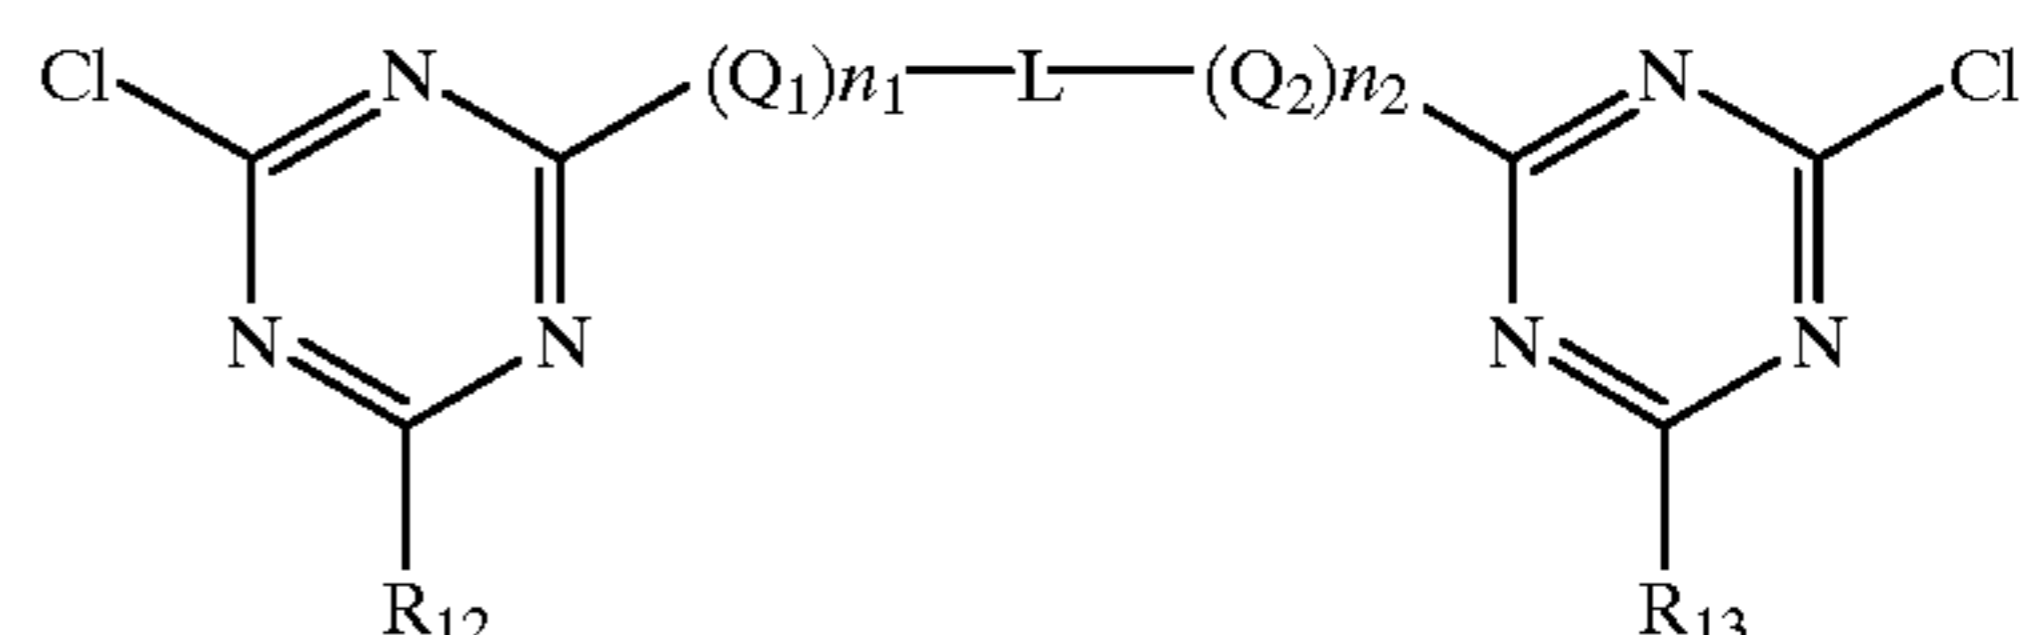 Cl N (Q₁)n₁—L—(Q₂)n₂ N Cl
N N N N
R₁₂ R₁₃